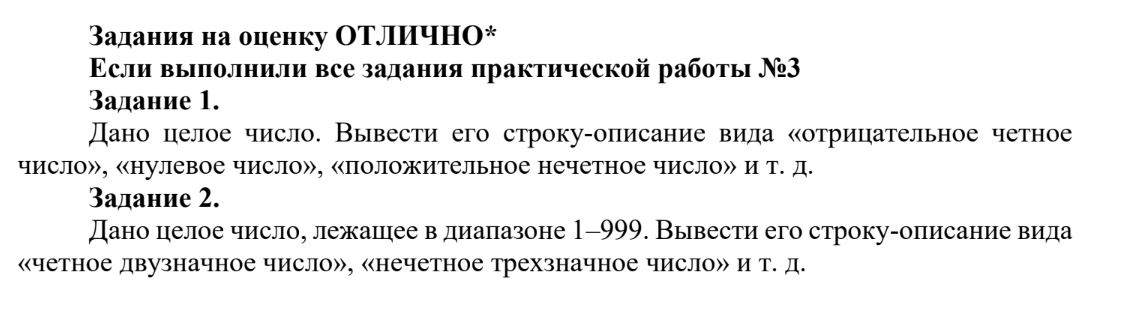 Задания на оценку ОТЛИЧНО*
Если выполнили все задания практической работы №3
Задание 1.
Дано целое число. Вывести его строку-описание вида «отрицательное четное
число», «нулевое число», «положительное нечетное число» и т. д.
Задание 2.
Дано целое число, лежащее в диапазоне 1–999. Вывести его строку-описание вида
«четное двузначное число», «нечетное трехзначное число» и т. д.